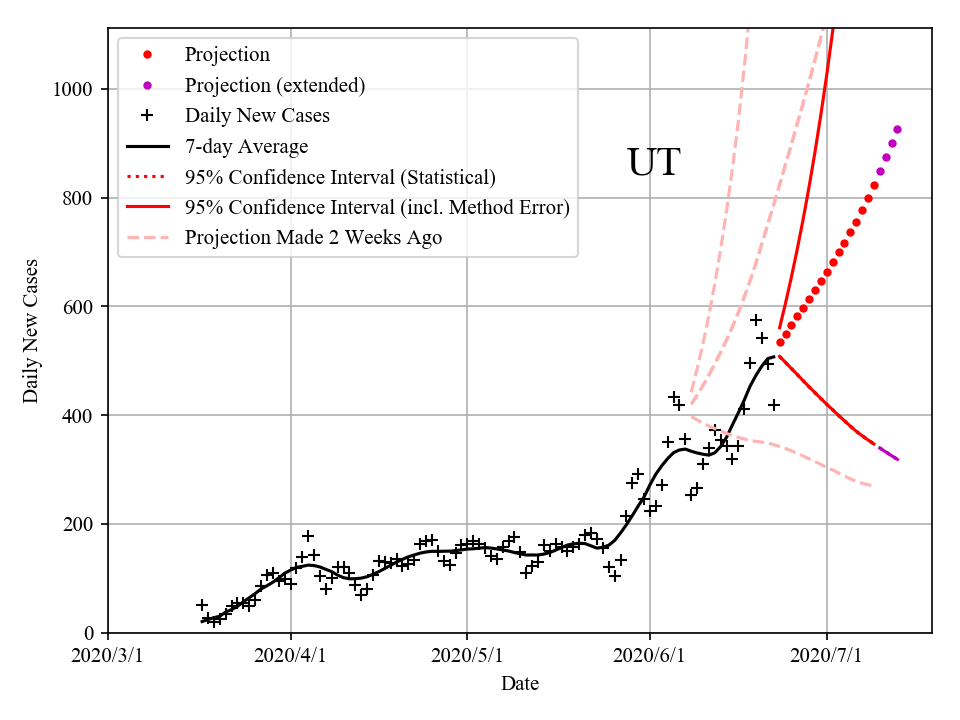 Projection
Projection (extended)
Daily New Cases
7-day Average
95% Confidence Interval (Statistical)
95% Confidence Interval (incl. Method Error)
Projection Made 2 Weeks Ago
UT
Daily New Cases
1000
800
600
400
200
0
2020/3/1 2020/4/1 2020/5/1 2020/6/1 2020/7/1
Date